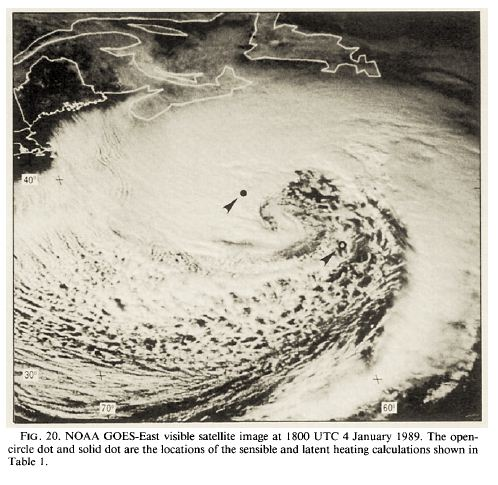 40°
30°
70°
60°
FIG. 20. NOAA GOES-East visible satellite image at 1800 UTC 4 January 1989. The open-
circle dot and solid dot are the locations of the sensible and latent heating calculations shown in
Table 1.